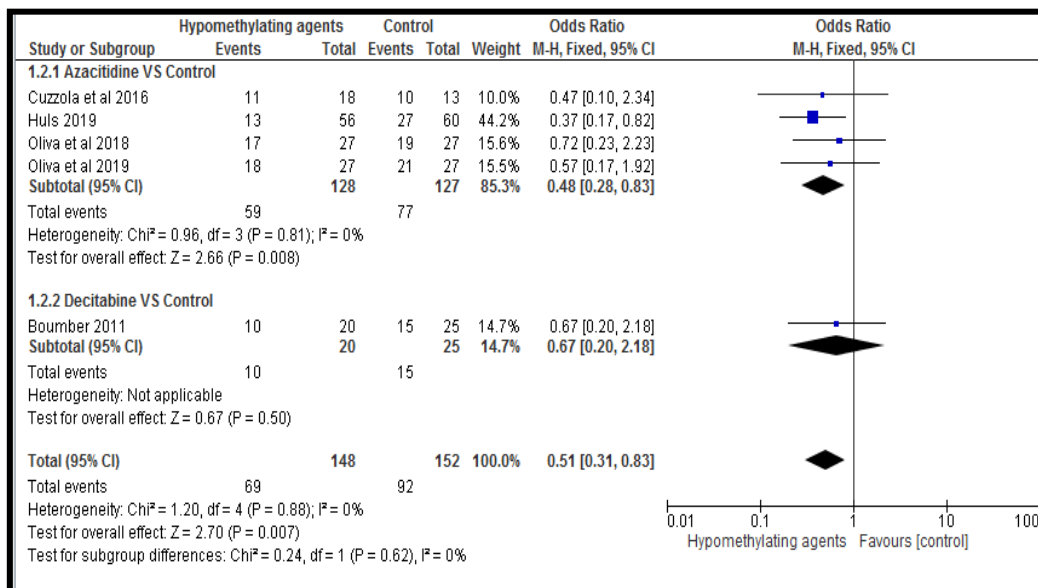 Hypomethylating agents Control Odds Ratio Odds Ratio
Study or Subgroup Events Total Events Total Weight M-H, Fixed, 95% CI M-H, Fixed, 95% CI
1.2.1 Azacitidine VS Control
Cuzzola et al 2016 11 18 10 13 10.0% 0.47 [0.10, 2.34]
Huls 2019 13 56 27 60 44.2% 0.37 [0.17, 0.82]
Oliva et al 2018 17 27 19 27 15.6% 0.72 [0.23, 2.23]
Oliva et al 2019 18 27 21 27 15.5% 0.57 [0.17, 1.92]
Subtotal (95% CI) 128 127 85.3% 0.48 [0.28, 0.83]
Total events 59 77
Heterogeneity: Chi² = 0.96, df = 3 (P = 0.81); I² = 0%
Test for overall effect: Z = 2.66 (P = 0.008)
1.2.2 Decitabine VS Control
Boumber 2011 10 20 15 25 14.7% 0.67 [0.20, 2.18]
Subtotal (95% CI) 20 25 14.7% 0.67 [0.20, 2.18]
Total events 10 15
Heterogeneity: Not applicable
Test for overall effect: Z = 0.67 (P = 0.50)
Total (95% CI) 148 152 100.0% 0.51 [0.31, 0.83]
Total events 69 92
Heterogeneity: Chi² = 1.20, df = 4 (P = 0.88); I² = 0%
Test for overall effect: Z = 2.70 (P = 0.007)
Test for subgroup differences: Chi² = 0.24, df = 1 (P = 0.62), I² = 0%
0.01 0.1 1 10 100
Hypomethylating agents Favours [control]